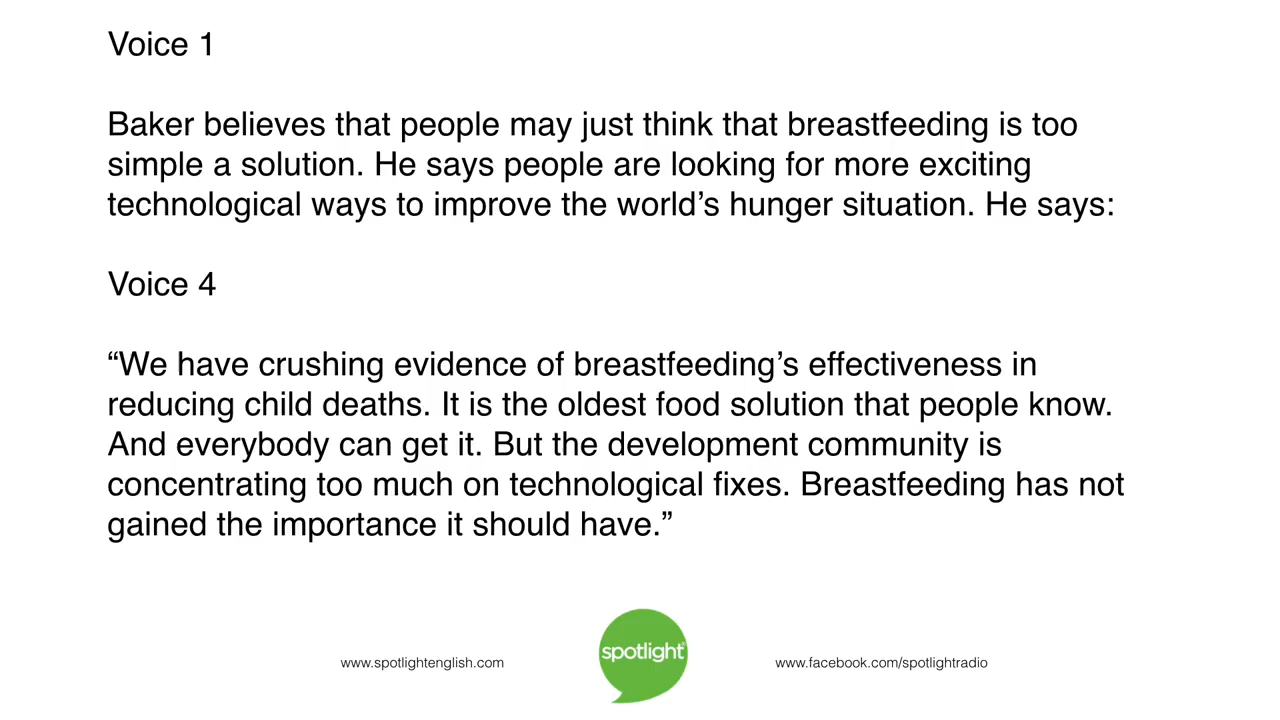 Voice 1
Baker believes that people may just think that breastfeeding is too
simple a solution. He says people are looking for more exciting
technological ways to improve the world’s hunger situation. He says:
Voice 4
“We have crushing evidence of breastfeeding’s effectiveness in
reducing child deaths. It is the oldest food solution that people know.
And everybody can get it. But the development community is
concentrating too much on technological fixes. Breastfeeding has not
gained the importance it should have.”
www.spotlightenglish.com
spotlight®
www.facebook.com/spotlightradio